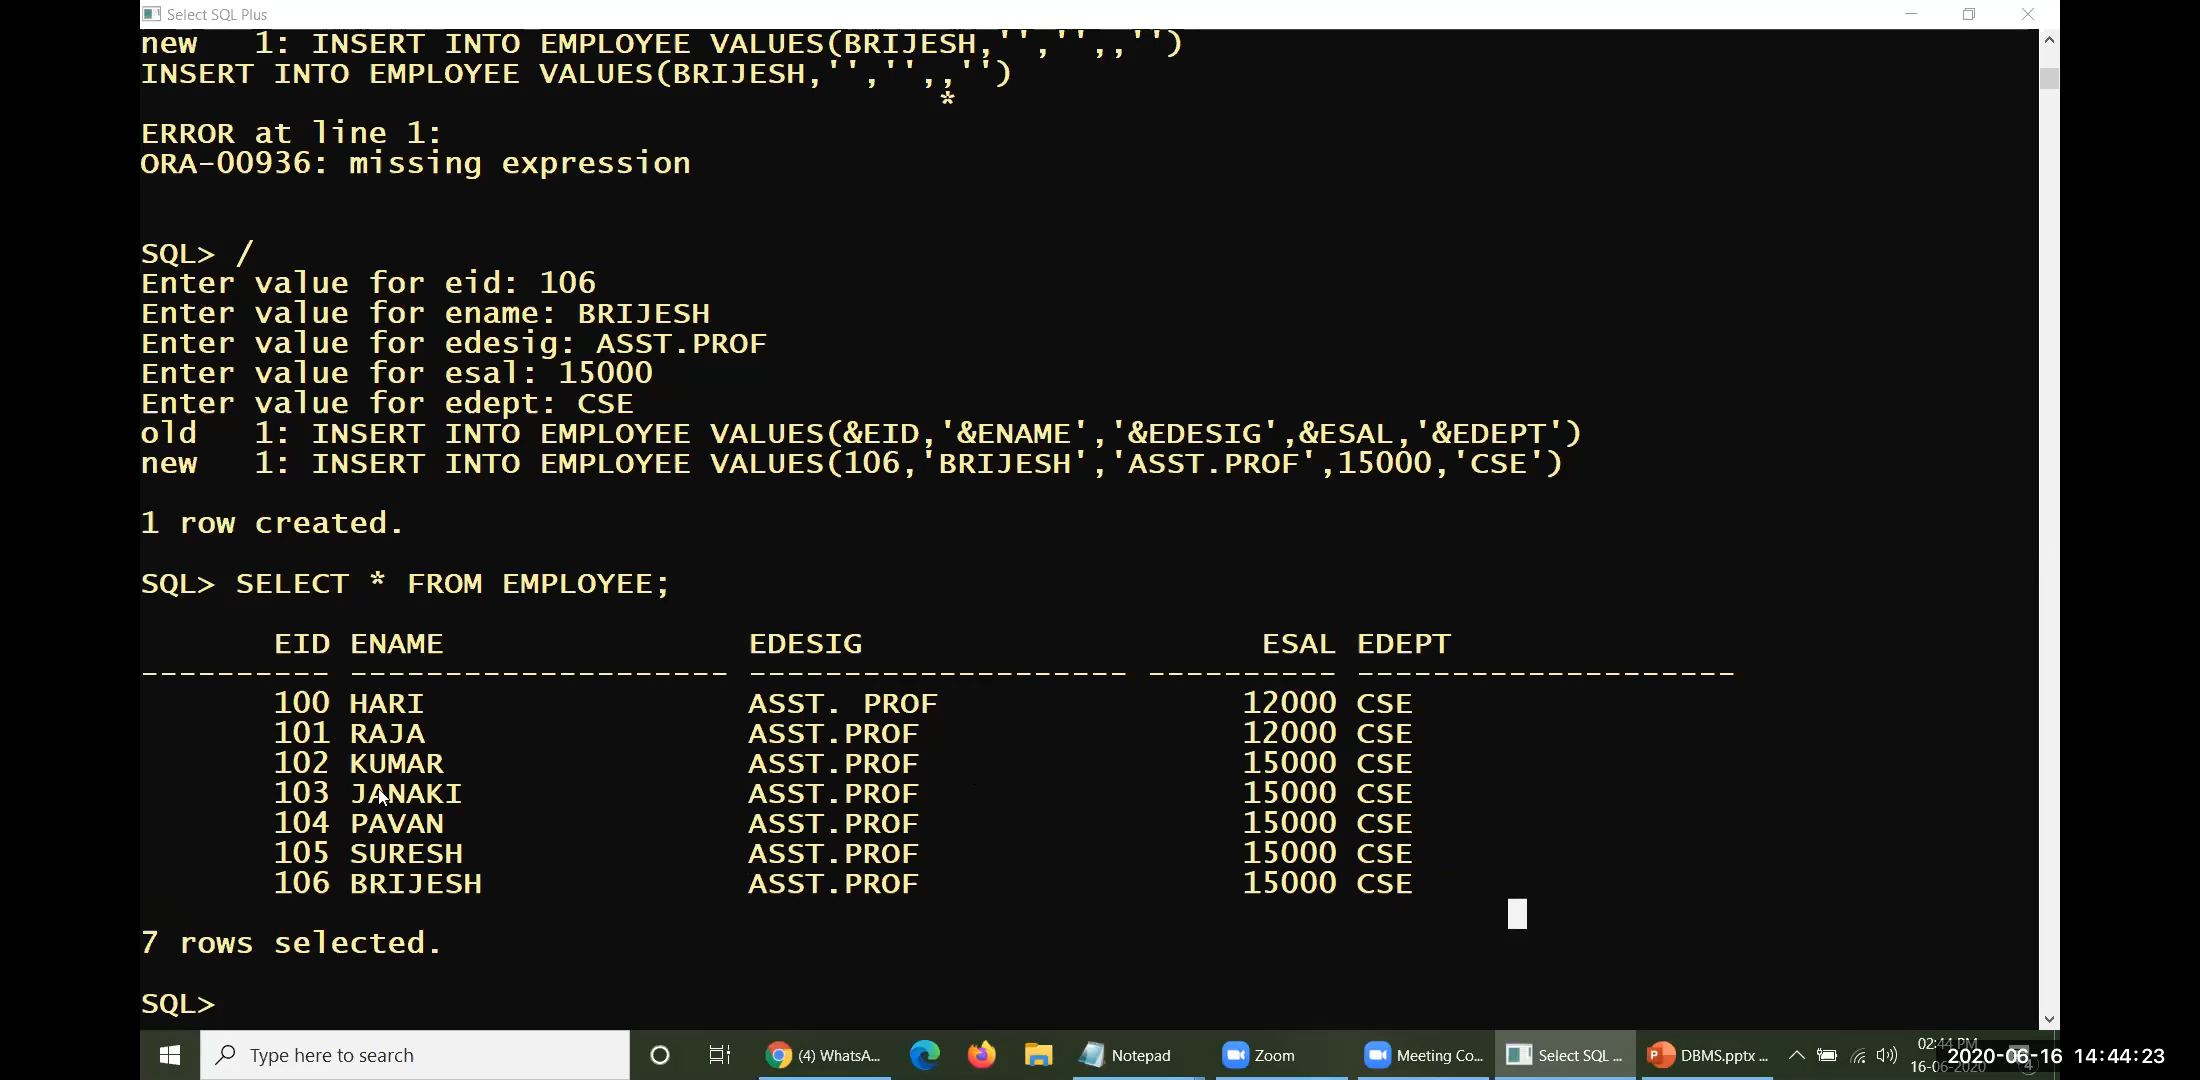 Select SQL Plus
new   1: INSERT INTO EMPLOYEE VALUES(BRIJESH,'','',,'')
INSERT INTO EMPLOYEE VALUES(BRIJESH,'','',,'')
*
ERROR at line 1:
ORA-00936: missing expression
SQL> /
Enter value for eid: 106
Enter value for ename: BRIJESH
Enter value for edesig: ASST.PROF
Enter value for esal: 15000
Enter value for edept: CSE
old   1: INSERT INTO EMPLOYEE VALUES(&EID,'&ENAME','&EDESIG',&ESAL,'&EDEPT')
new   1: INSERT INTO EMPLOYEE VALUES(106,'BRIJESH','ASST.PROF',15000,'CSE')
1 row created.
SQL> SELECT * FROM EMPLOYEE;
EID ENAME EDESIG ESAL EDEPT
---------- -------------------- -------------------- ---------- --------------------
100 HARI ASST. PROF 12000 CSE
101 RAJA ASST.PROF 12000 CSE
102 KUMAR ASST.PROF 15000 CSE
103 JANAKI ASST.PROF 15000 CSE
104 PAVAN ASST.PROF 15000 CSE
105 SURESH ASST.PROF 15000 CSE
106 BRIJESH ASST.PROF 15000 CSE
7 rows selected.
SQL>
Type here to search (4) WhatsA... Notepad Zoom Meeting Co... Select SQL ... DBMS.pptx ... 02:44 PM
2020-06-16 14:44:23
16-06-2020